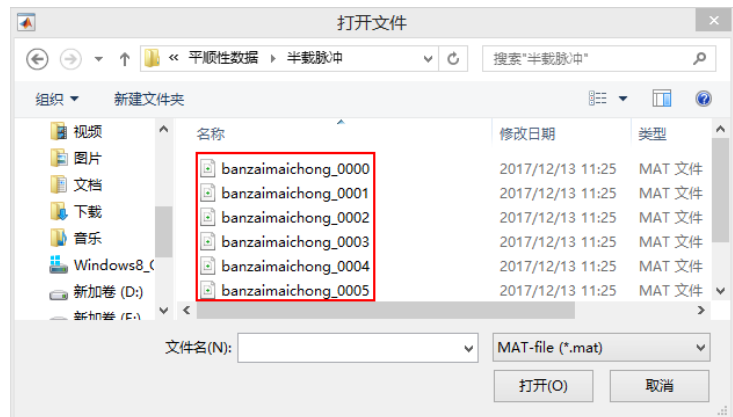 打开文件
« 平顺性数据 ▸ 半载脉冲
搜索"半载脉冲"
组织 新建文件夹
名称 修改日期 类型
视频
图片
文档
下载
音乐
Windows8_
新加卷 (D:)
banzaimaichong_0000 2017/12/13 11:25 MAT 文件
banzaimaichong_0001 2017/12/13 11:25 MAT 文件
banzaimaichong_0002 2017/12/13 11:25 MAT 文件
banzaimaichong_0003 2017/12/13 11:25 MAT 文件
banzaimaichong_0004 2017/12/13 11:25 MAT 文件
banzaimaichong_0005 2017/12/13 11:25 MAT 文件
文件名(N): MAT-file (*.mat)
打开(O) 取消